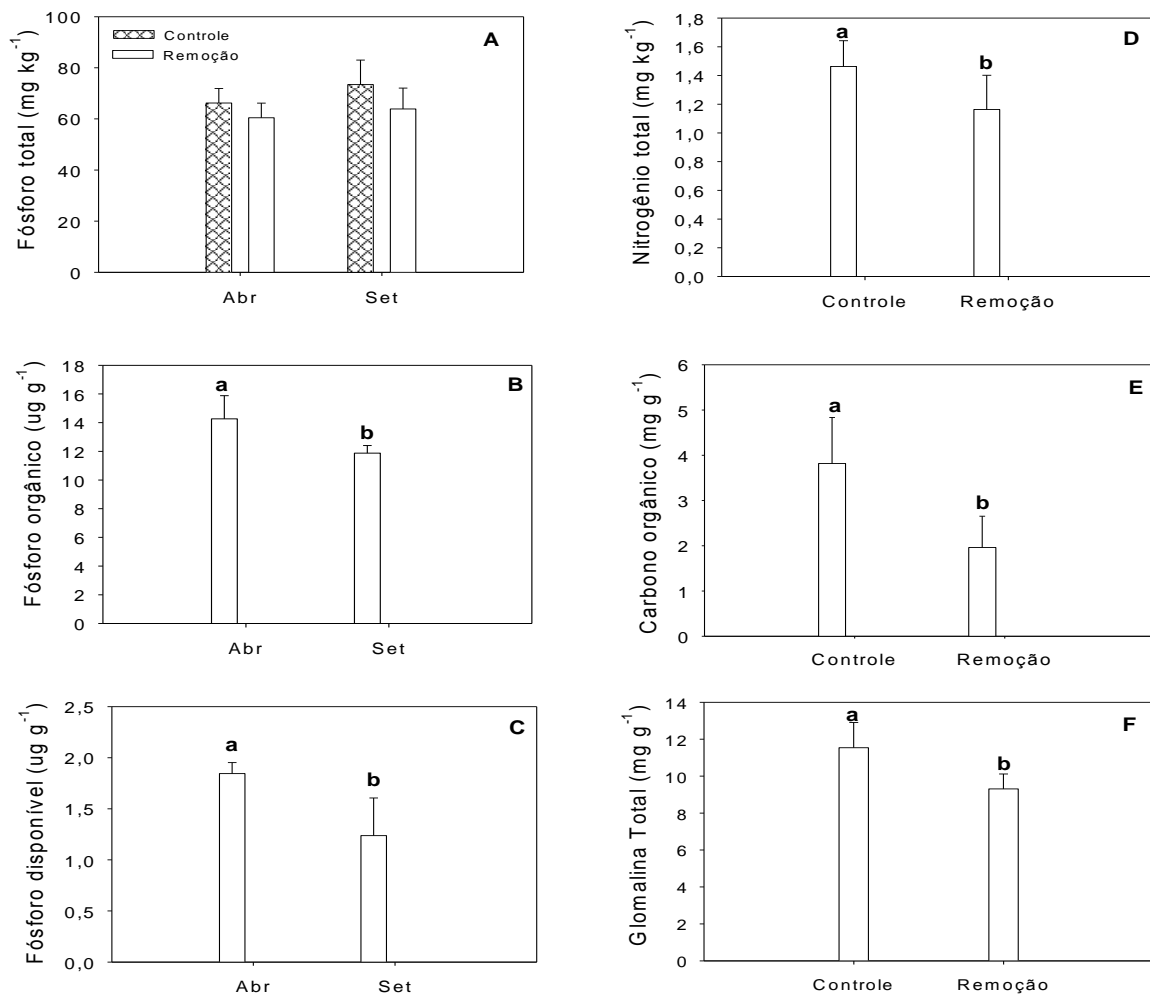 A
Fósforo total (mg kg-1)
100
80
60
40
20
0
Controle
Remoção
Abr
Set
B
Fósforo orgânico (ug g-1)
18
16
14
12
10
8
6
4
2
0
a
b
Abr
Set
C
Fósforo disponível (ug g-1)
2,5
2,0
1,5
1,0
0,5
0,0
a
b
Abr
Set
D
Nitrogênio total (mg kg-1)
1,8
1,6
1,4
1,2
1,0
0,8
0,6
0,4
0,2
0,0
a
b
Controle
Remoção
E
Carbono orgânico (mg g-1)
6
5
4
3
2
1
0
a
b
Controle
Remoção
F
Glomalina Total (mg g-1)
14
12
10
8
6
4
2
0
a
b
Controle
Remoção